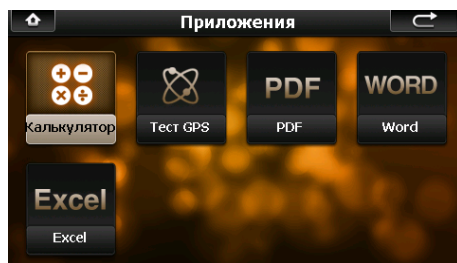 Приложения
Калькулятор
Тест GPS
PDF
PDF
WORD
Word
Excel
Excel